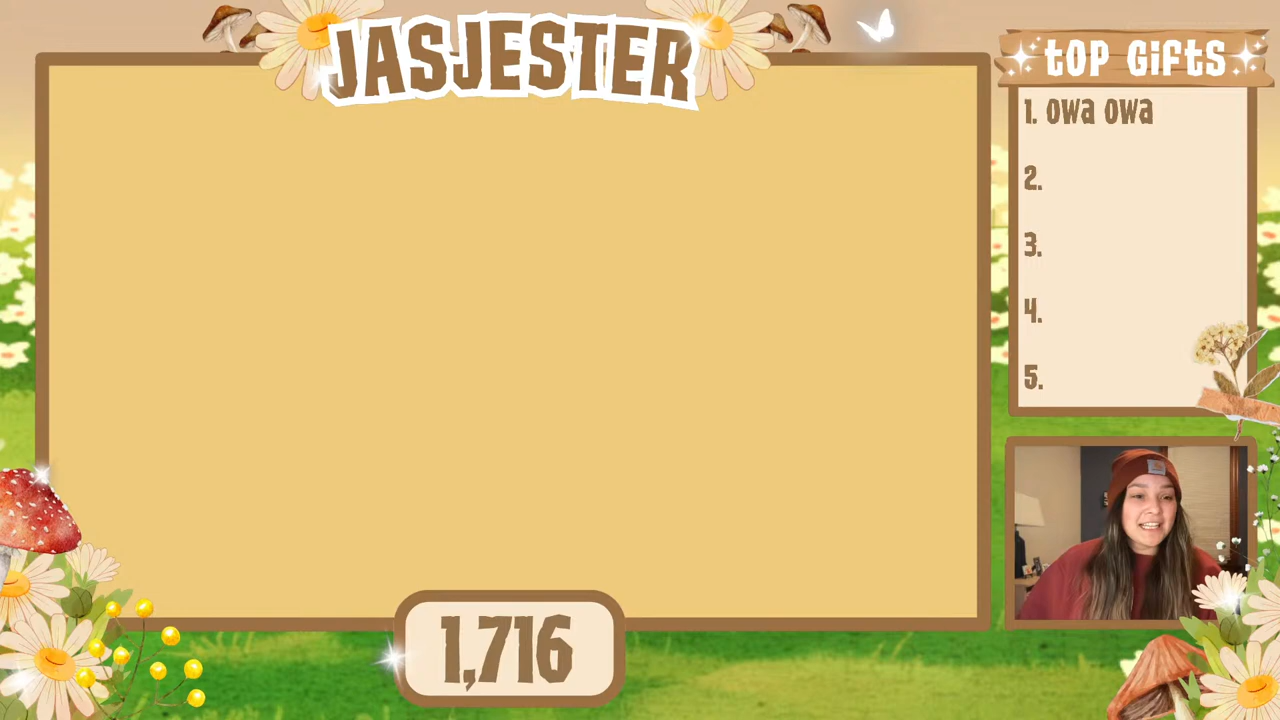 JASJESTER
TOP GIFTS
1. OWA OWA
2.
3.
4.
5.
1,716